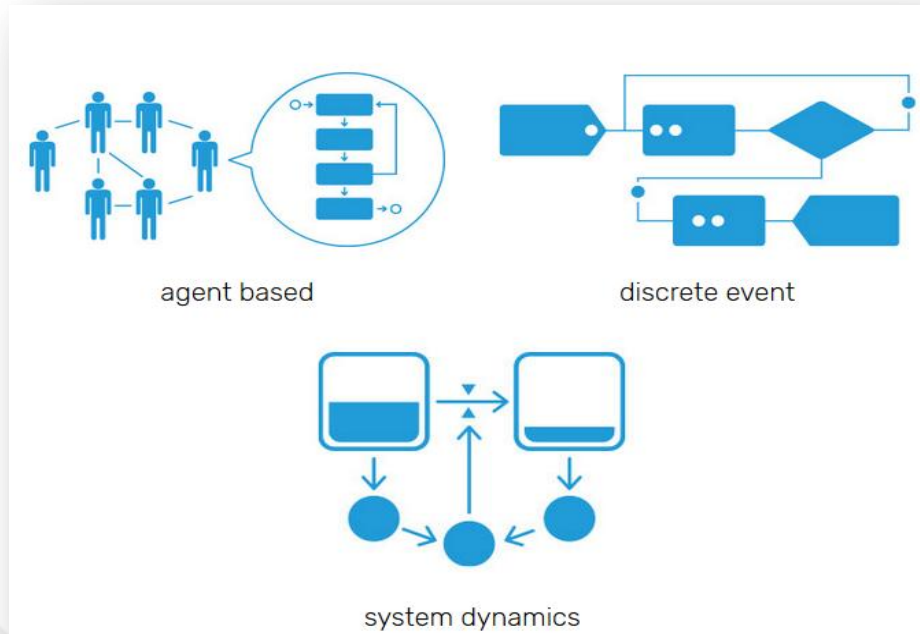 agent based
discrete event
system dynamics